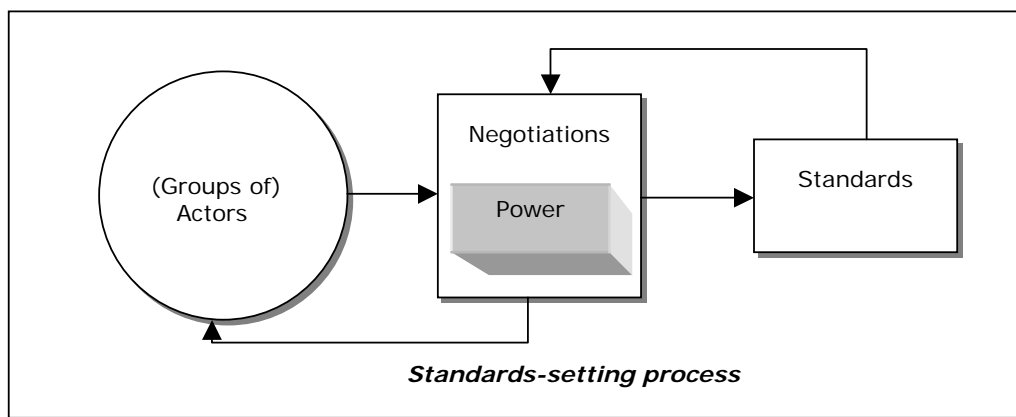 Negotiations
(Groups of)
Actors
Power
Standards
Standards-setting process